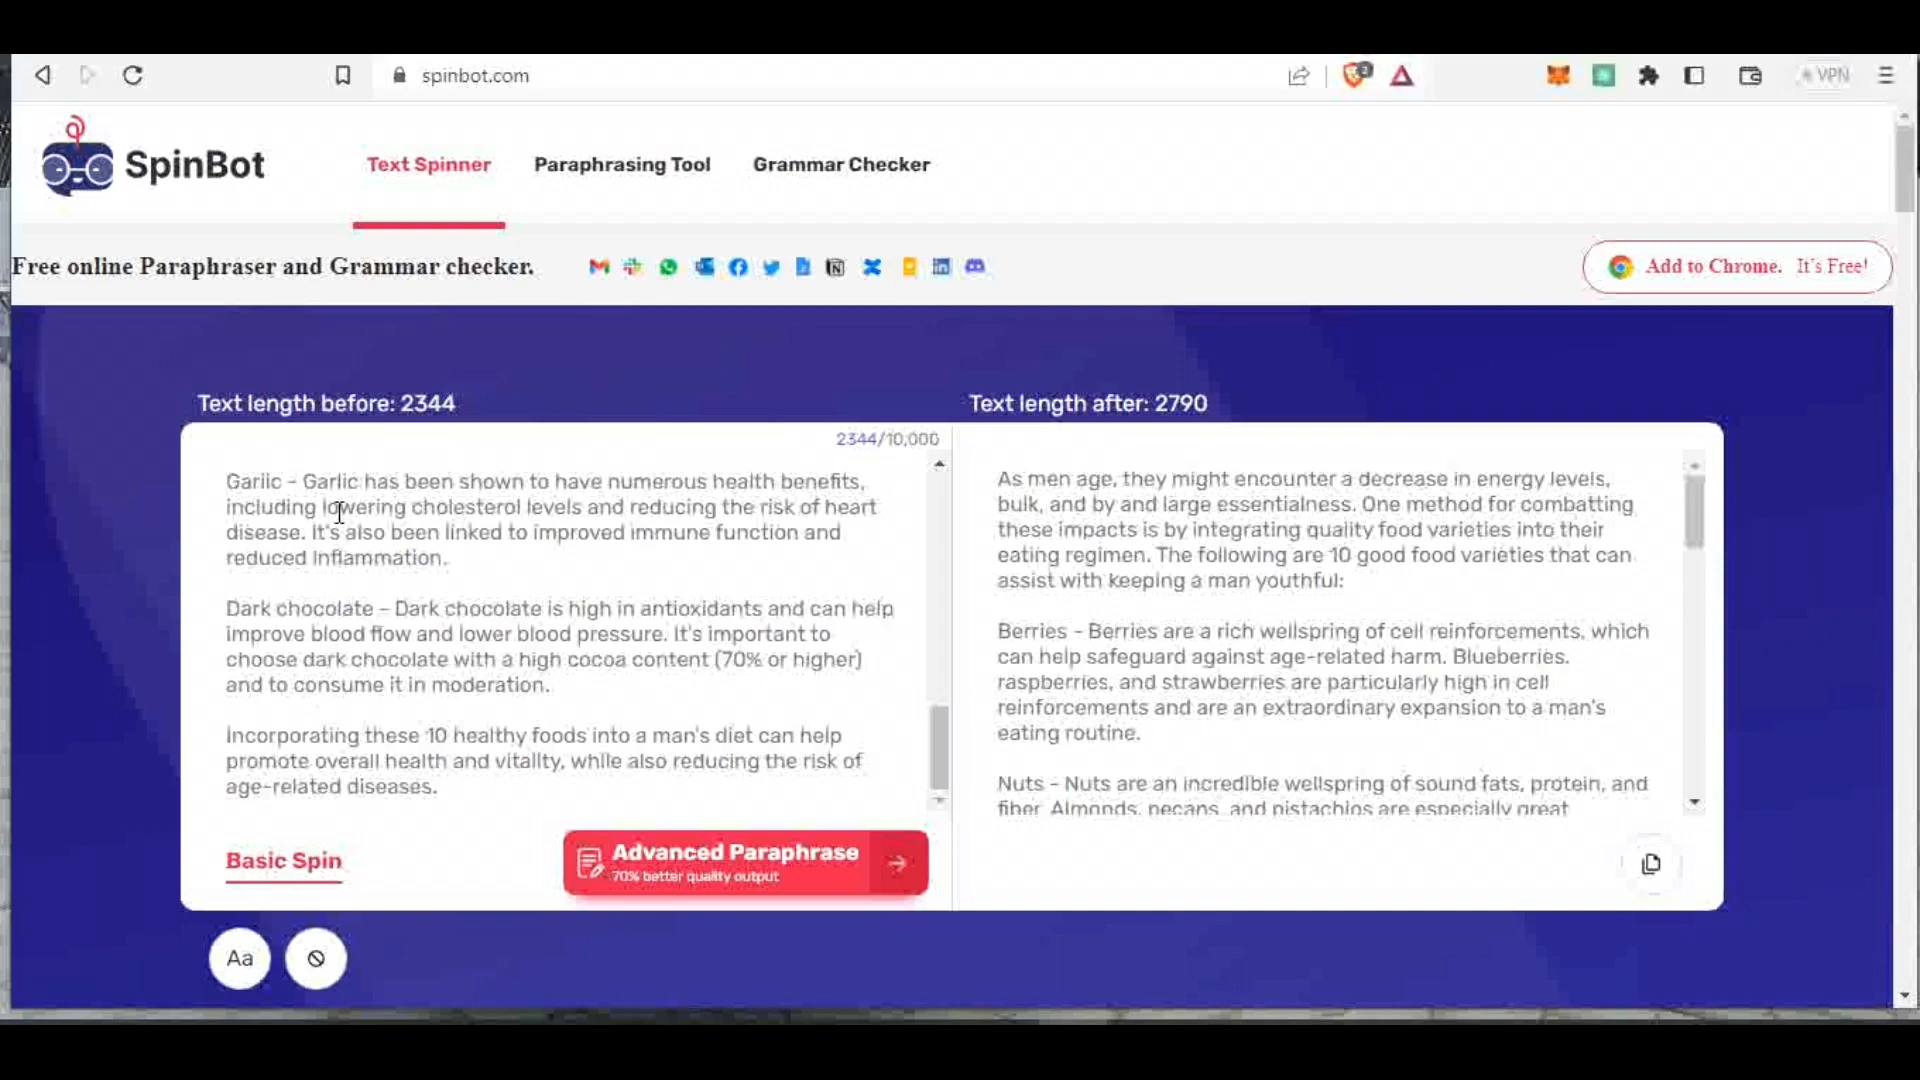 spinbot.com
VPN
SpinBot
Text Spinner
Paraphrasing Tool
Grammar Checker
Free online Paraphraser and Grammar checker.
Add to Chrome. It's Free!
Text length before: 2344
Text length after: 2790
2344/10,000
Garlic - Garlic has been shown to have numerous health benefits,
including lowering cholesterol levels and reducing the risk of heart
disease. It's also been linked to improved immune function and
reduced inflammation.
Dark chocolate - Dark chocolate is high in antioxidants and can help
improve blood flow and lower blood pressure. It's important to
choose dark chocolate with a high cocoa content (70% or higher)
and to consume it in moderation.
Incorporating these 10 healthy foods into a man's diet can help
promote overall health and vitality, while also reducing the risk of
age-related diseases.
Basic Spin
Advanced Paraphrase
70% better quality output
As men age, they might encounter a decrease in energy levels,
bulk, and by and large essentialness. One method for combatting
these impacts is by integrating quality food varieties into their
eating regimen. The following are 10 good food varieties that can
assist with keeping a man youthful:
Berries - Berries are a rich wellspring of cell reinforcements, which
can help safeguard against age-related harm. Blueberries.
raspberries, and strawberries are particularly high in cell
reinforcements and are an extraordinary expansion to a man's
eating routine.
Nuts - Nuts are an incredible wellspring of sound fats, protein, and
fiber. Almonds, pecans, and pistachios are especially great
Aa